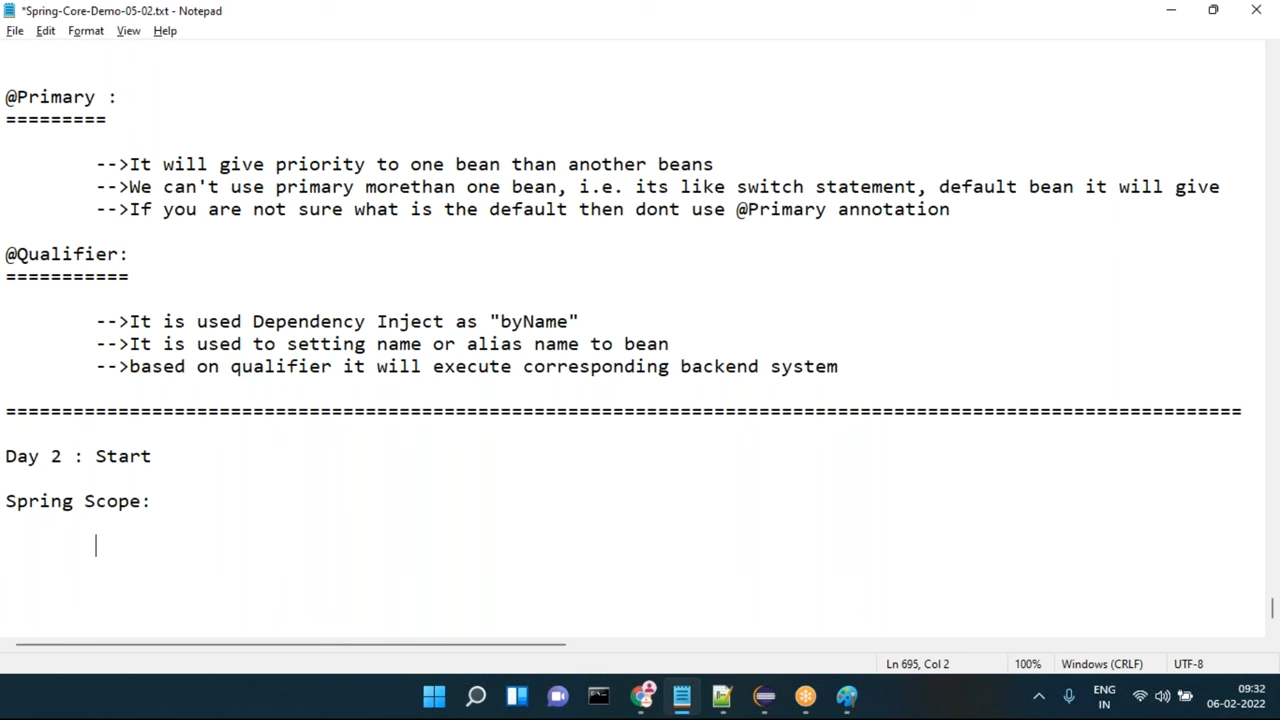 *Spring-Core-Demo-05-02.txt - Notepad
File Edit Format View Help
@Primary :
=========
-->It will give priority to one bean than another beans
-->We can't use primary morethan one bean, i.e. its like switch statement, default bean it will give
-->If you are not sure what is the default then dont use @Primary annotation
@Qualifier:
===========
-->It is used Dependency Inject as "byName"
-->It is used to setting name or alias name to bean
-->based on qualifier it will execute corresponding backend system
==============================================================================================================
Day 2 : Start
Spring Scope:
Ln 695, Col 2 100% Windows (CRLF) UTF-8
ENG
IN
09:32
06-02-2022